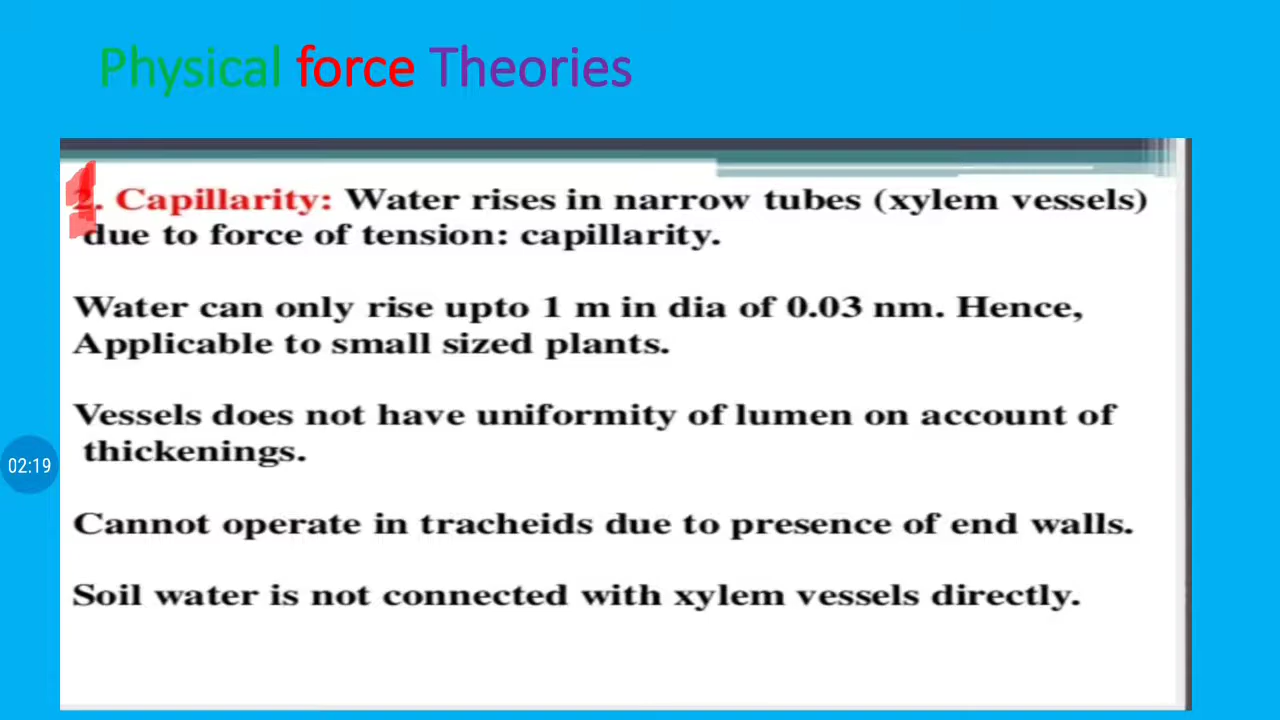 Physical force Theories
1. Capillarity: Water rises in narrow tubes (xylem vessels)
due to force of tension: capillarity.
Water can only rise upto 1 m in dia of 0.03 nm. Hence,
Applicable to small sized plants.
Vessels does not have uniformity of lumen on account of
thickenings.
02:19
Cannot operate in tracheids due to presence of end walls.
Soil water is not connected with xylem vessels directly.